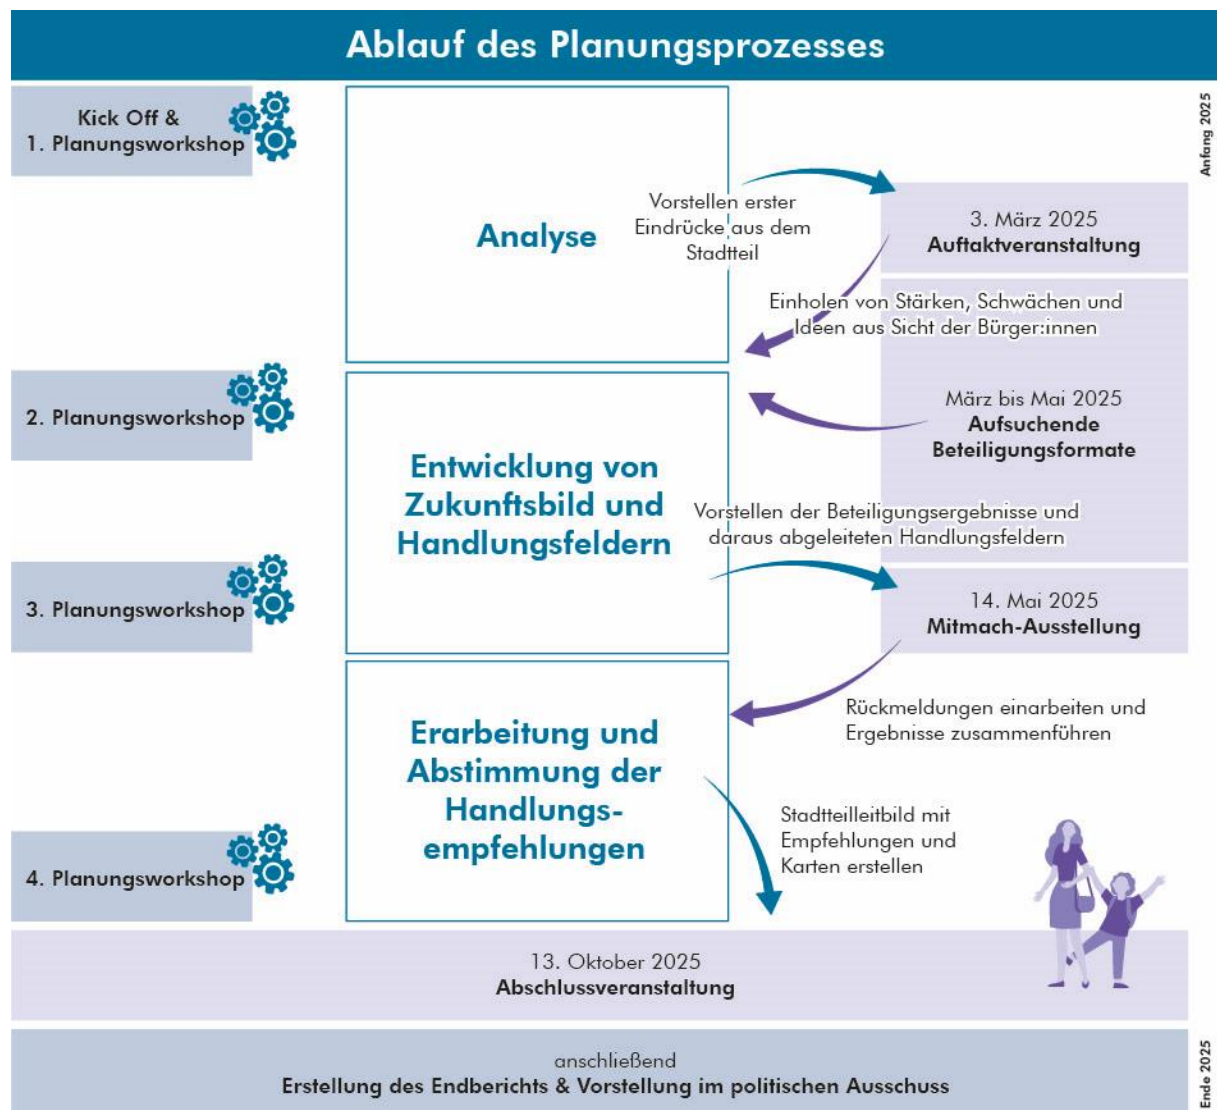 Ablauf des Planungsprozesses
Kick Off &
1. Planungsworkshop
Anfang 2025
Analyse
Vorstellen erster
Eindrücke aus dem
Stadtteil
3. März 2025
Auftaktveranstaltung
Einholen von Stärken, Schwächen und
Ideen aus Sicht der Bürger:innen
2. Planungsworkshop
März bis Mai 2025
Aufsuchende
Beteiligungsformate
Entwicklung von
Zukunftsbild und
Handlungsfeldern
Vorstellen der Beteiligungsergebnisse und
daraus abgeleiteten Handlungsfeldern
3. Planungsworkshop
14. Mai 2025
Mitmach-Ausstellung
Rückmeldungen einarbeiten und
Ergebnisse zusammenführen
Erarbeitung und
Abstimmung der
Handlungs-
empfehlungen
Stadtteilleitbild mit
Empfehlungen und
Karten erstellen
4. Planungsworkshop
13. Oktober 2025
Abschlussveranstaltung
anschließend
Erstellung des Endberichts & Vorstellung im politischen Ausschuss
Ende 2025